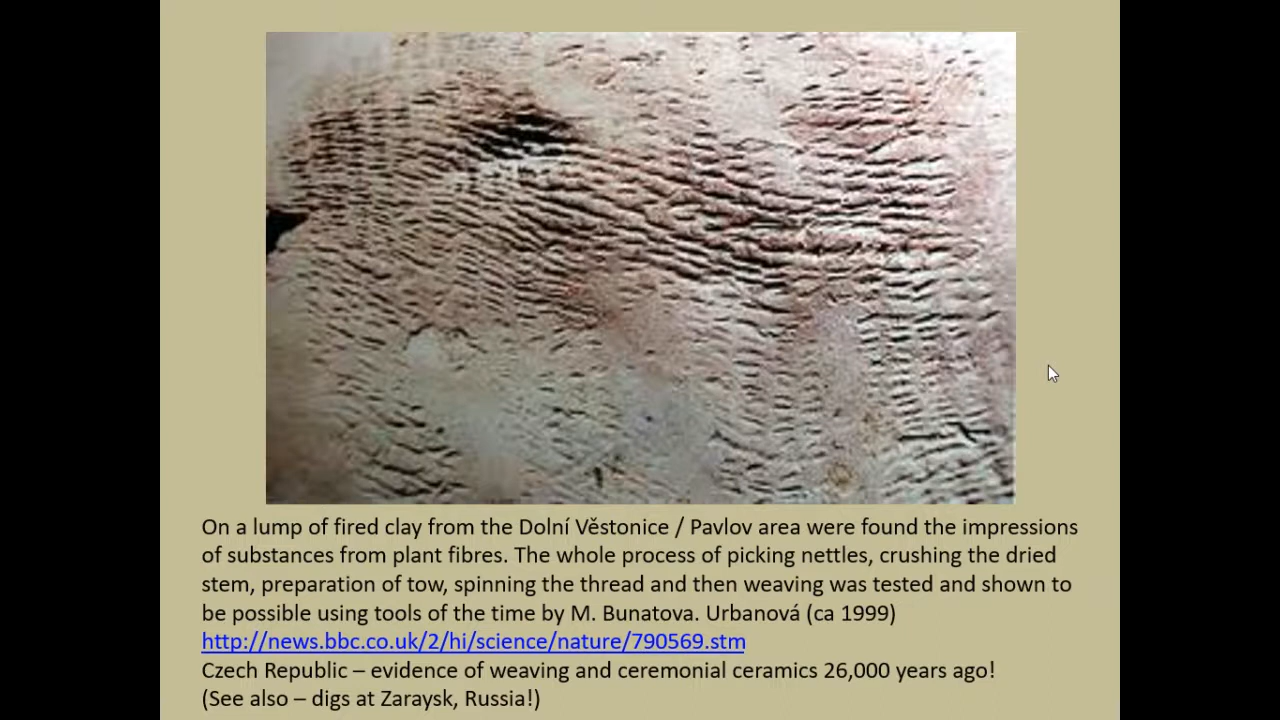 On a lump of fired clay from the Dolní Věstonice / Pavlov area were found the impressions
of substances from plant fibres. The whole process of picking nettles, crushing the dried
stem, preparation of tow, spinning the thread and then weaving was tested and shown to
be possible using tools of the time by M. Bunatova. Urbanová (ca 1999)
http://news.bbc.co.uk/2/hi/science/nature/790569.stm
Czech Republic – evidence of weaving and ceremonial ceramics 26,000 years ago!
(See also – digs at Zaraysk, Russia!)